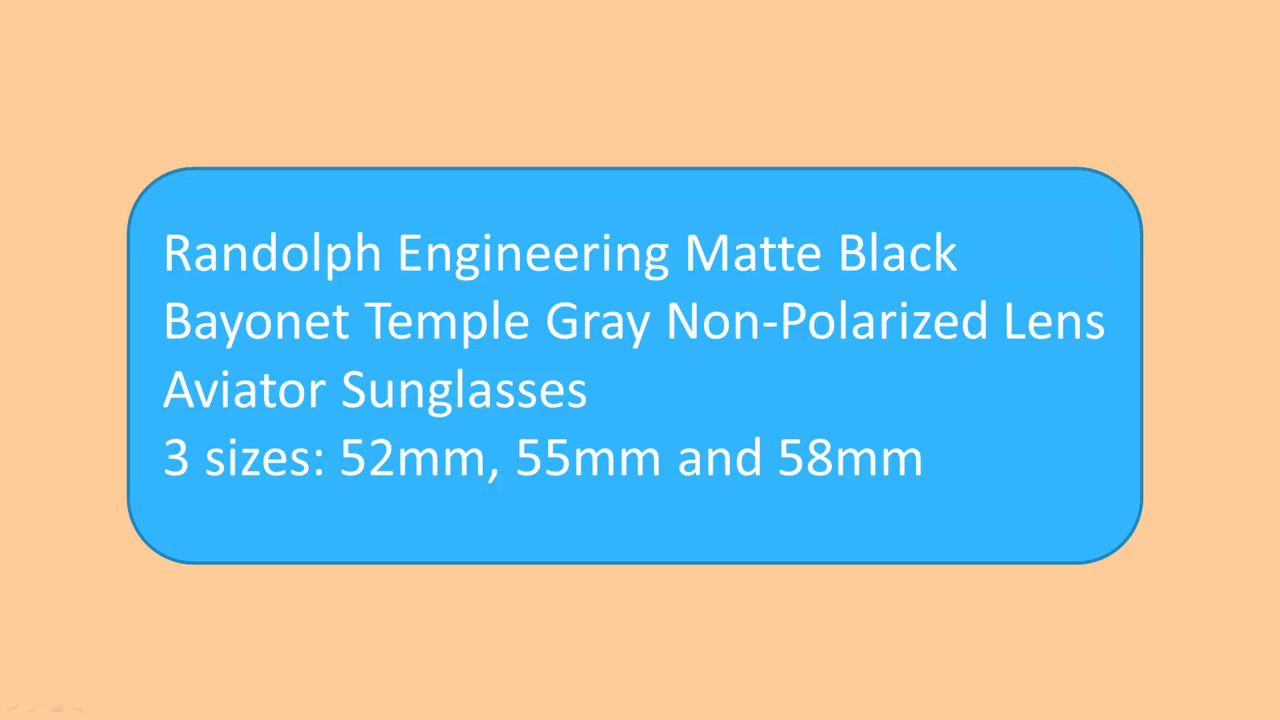 Randolph Engineering Matte Black
Bayonet Temple Gray Non-Polarized Lens
Aviator Sunglasses
3 sizes: 52mm, 55mm and 58mm